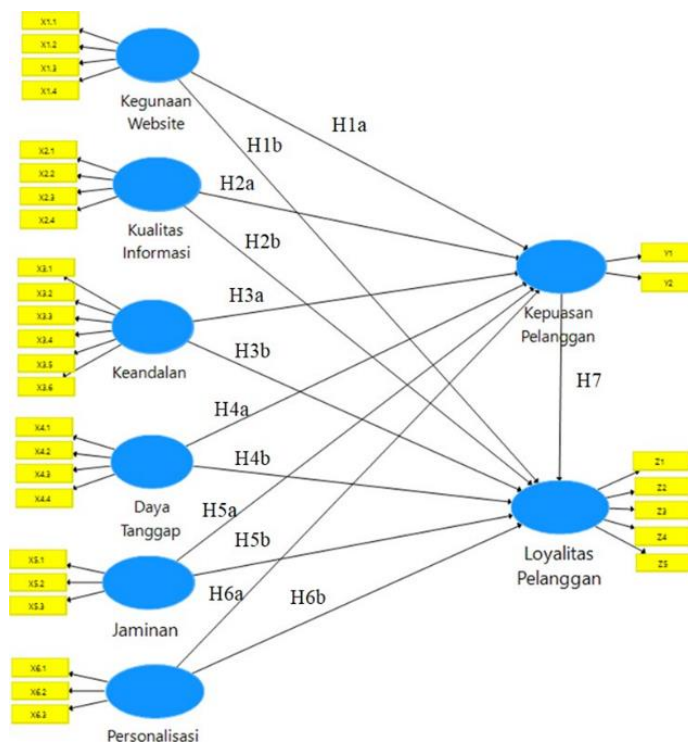 X1.1
X1.2
X1.3
X1.4
Kegunaan
Website
H1a
H1b
X2.1
X2.2
X2.3
X2.4
Kualitas
Informasi
H2a
H2b
X3.1
X3.2
X3.3
X3.4
X3.5
X3.6
Keandalan
H3a
H3b
Y1
Y2
Kepuasan
Pelanggan
H7
X4.1
X4.2
X4.3
X4.4
Daya
Tanggap
H4a
H4b
Z1
Z2
Z3
Z4
Z5
Loyalitas
Pelanggan
X5.1
X5.2
X5.3
Jaminan
H5a
H5b
X6.1
X6.2
X6.3
Personalisasi
H6a
H6b